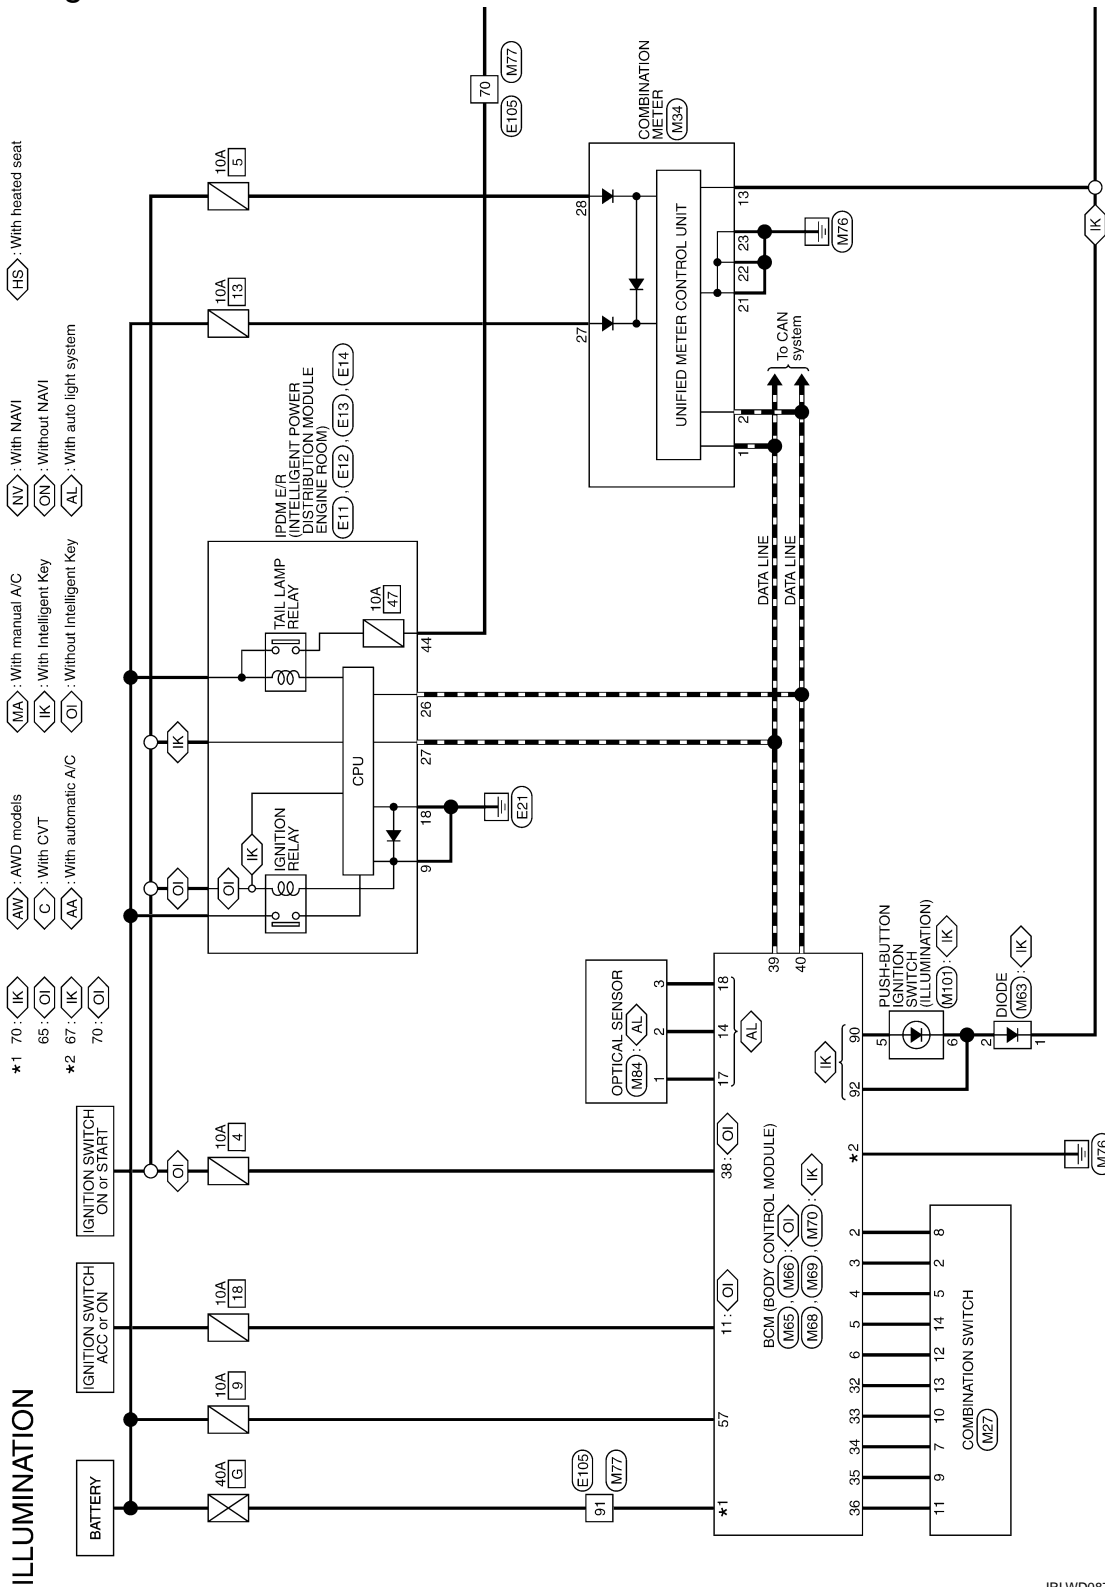 ILLUMINATION
BATTERY
IGNITION SWITCH
ACC or ON
IGNITION SWITCH
ON or START
*1 70 : IK
65 : OI
*2 67 : IK
70 : OI
AW : AWD models
C : With CVT
AA : With automatic A/C
MA : With manual A/C
IK : With Intelligent Key
OI : Without Intelligent Key
NV : With NAVI
ON : Without NAVI
AL : With auto light system
HS : With heated seat
40A
G
10A
9
10A
18
OI
10A
4
10A
13
10A
5
OI
OI
IK
IK
IGNITION
RELAY
CPU
TAIL LAMP
RELAY
10A
47
IPDM E/R
(INTELLIGENT POWER
DISTRIBUTION MODULE
ENGINE ROOM)
E11 , E12 , E13 , E14
9
18
27
26
44
E21
70
E105
M77
91
E105
M77
*1
57
11 : OI
38 : OI
OPTICAL SENSOR
M84 : AL
1
2
3
17
14
18
AL
39
40
DATA LINE
DATA LINE
To CAN
system
27
28
COMBINATION
METER
M34
UNIFIED METER CONTROL UNIT
1
2
21
22
23
13
M76
IK
BCM (BODY CONTROL MODULE)
M65 , M66 : OI
M68 , M69 , M70 : IK
36
35
34
33
32
6
5
4
3
2
*2
92
90
IK
11
9
7
10
13
12
14
5
2
8
COMBINATION SWITCH
M27
M76
5
6
PUSH-BUTTON
IGNITION
SWITCH
(ILLUMINATION)
M101 : IK
2
1
DIODE
M63 : IK